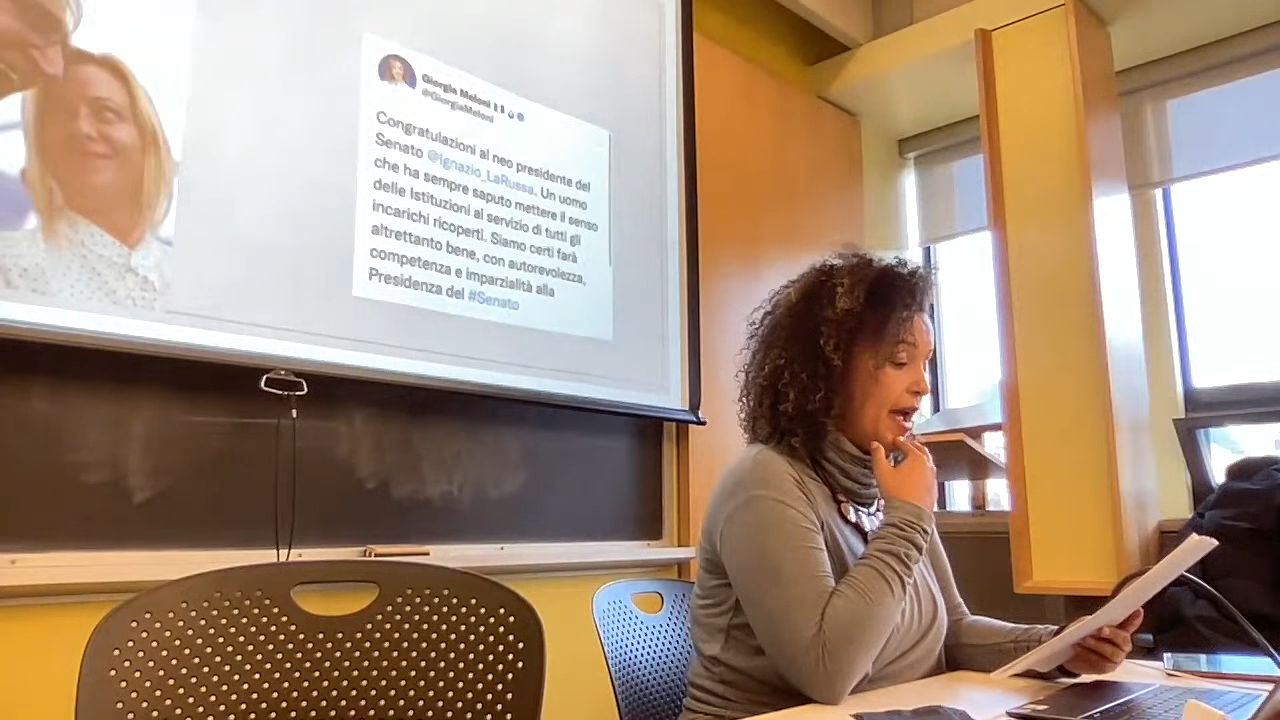 Giorgia Meloni
@GiorgiaMeloni
Congratulazioni al neo presidente del
Senato @Ignazio_LaRussa. Un uomo
che ha sempre saputo mettere il senso
delle Istituzioni al servizio di tutti gli
incarichi ricoperti. Siamo certi farà
altrettanto bene, con autorevolezza,
competenza e imparzialità alla
Presidenza del #Senato